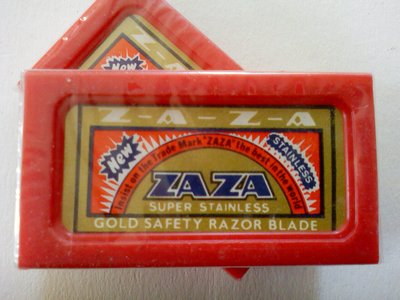 Z-A
New
Z-A-Z-A
New
Insist on the Trade Mark "ZAZA" the best in the world
STAINLESS
ZAZA
SUPER STAINLESS
GOLD SAFETY RAZOR BLADE